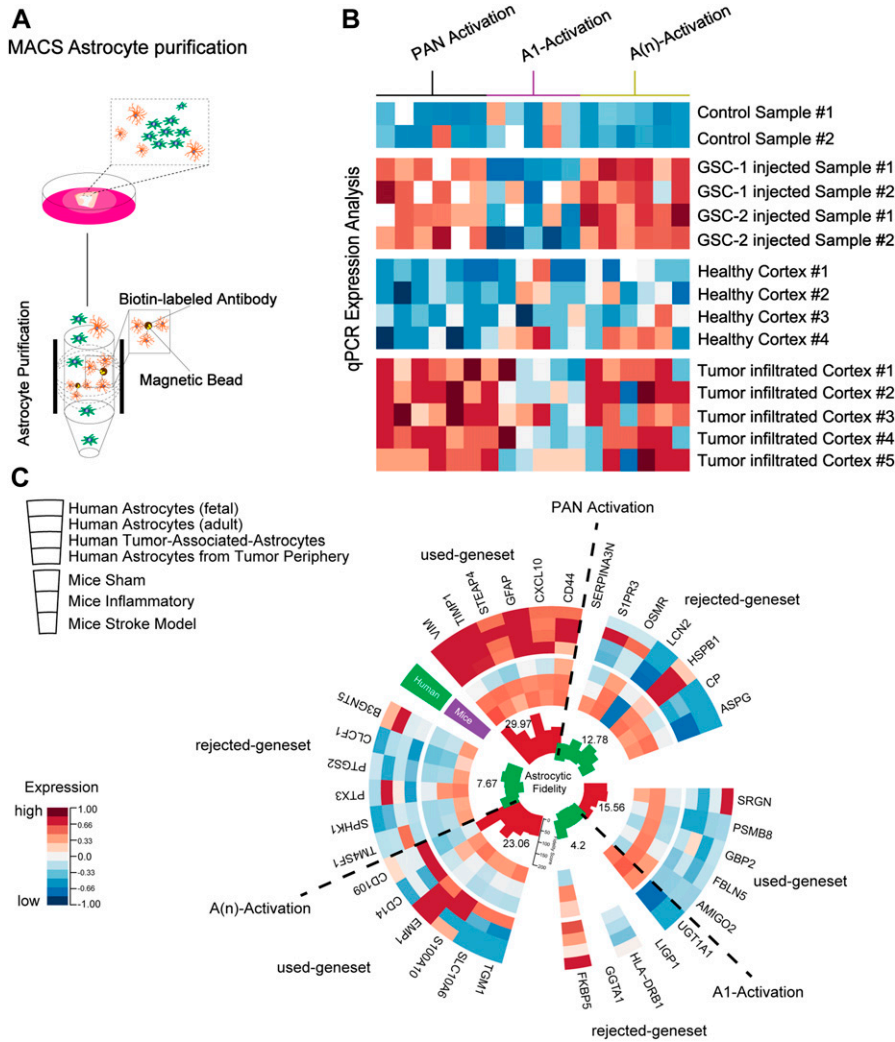 A
MACS Astrocyte purification
Biotin-labeled Antibody
Magnetic Bead
Astrocyte Purification
B
PAN Activation
A1-Activation
A(n)-Activation
qPCR Expression Analysis
Control Sample #1
Control Sample #2
GSC-1 injected Sample #1
GSC-1 injected Sample #2
GSC-2 injected Sample #1
GSC-2 injected Sample #2
Healthy Cortex #1
Healthy Cortex #2
Healthy Cortex #3
Healthy Cortex #4
Tumor infiltrated Cortex #1
Tumor infiltrated Cortex #2
Tumor infiltrated Cortex #3
Tumor infiltrated Cortex #4
Tumor infiltrated Cortex #5
C
Human Astrocytes (fetal)
Human Astrocytes (adult)
Human Tumor-Associated-Astrocytes
Human Astrocytes from Tumor Periphery
Mice Sham
Mice Inflammatory
Mice Stroke Model
PAN Activation
used-geneset
VIM
TIMP1
STEAP4
GFAP
CXCL10
CD44
SERPINA3N
S1PR3
OSMR
LCN2
HSPB1
CP
ASPG
rejected-geneset
Human
Mice
29.97
12.78
7.67
Astrocytic
Fidelity
15.56
23.06
4.2
0
50
100
150
200
rejected-geneset
B3GNT5
CLCF1
PTGS2
PTX3
SPHK1
TM4SF1
A(n)-Activation
CD109
CD14
EMP1
S100A10
SLC10A6
TGM1
used-geneset
SRGN
PSMB8
GBP2
FBLN5
AMIGO2
UGT1A1
used-geneset
LIGP1
HLA-DRB1
GGTA1
FKBP5
A1-Activation
rejected-geneset
Expression
high
low
1.00
0.66
0.33
0.0
-0.33
-0.66
-1.00